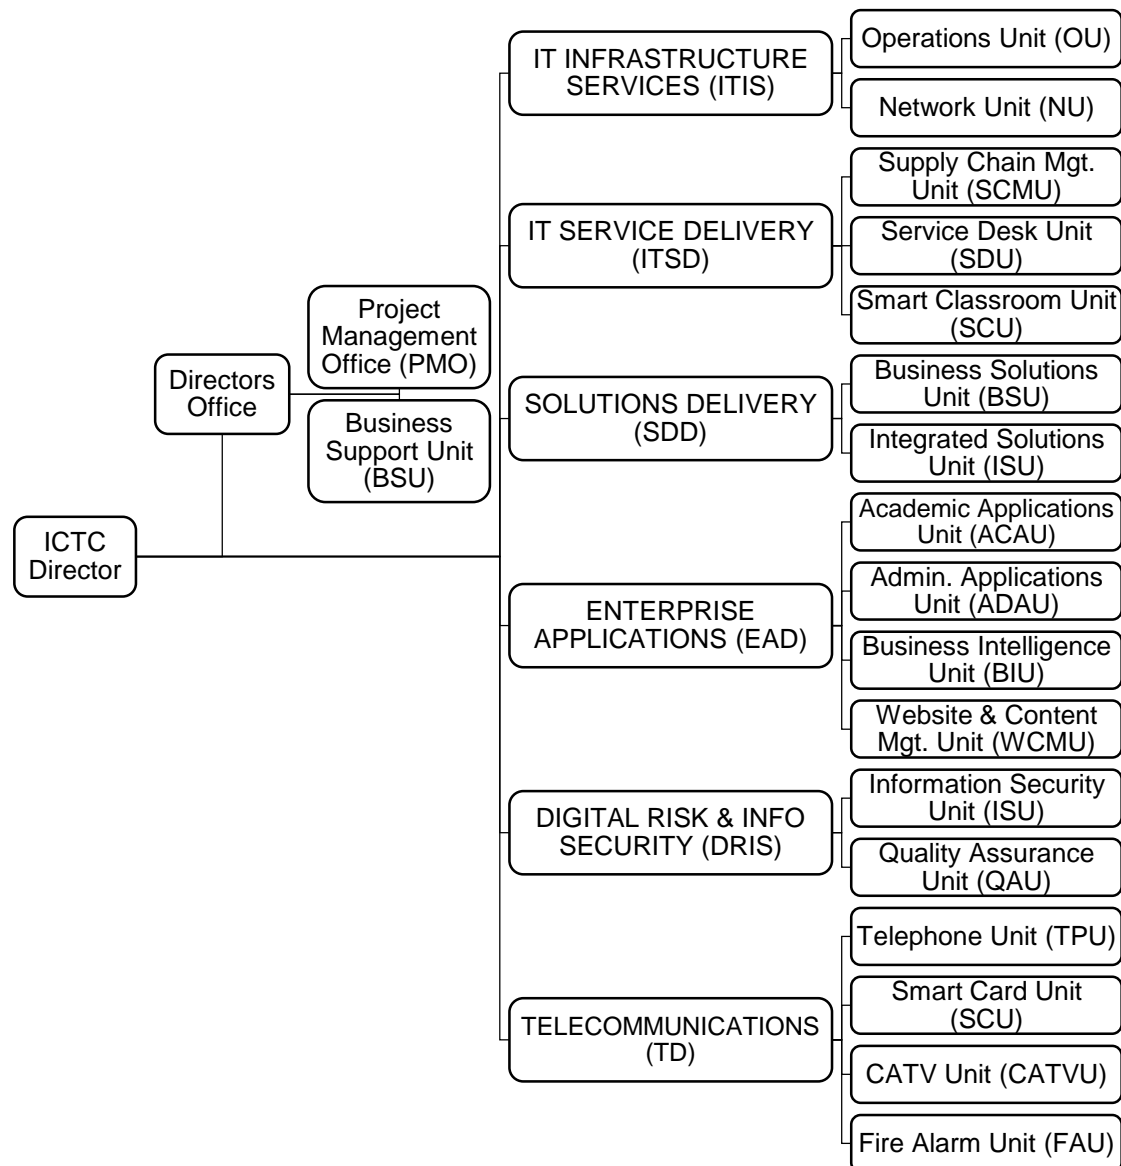 ICTC
Director
Directors
Office
Project
Management
Office (PMO)
Business
Support Unit
(BSU)
IT INFRASTRUCTURE
SERVICES (ITIS)
Operations Unit (OU)
Network Unit (NU)
IT SERVICE DELIVERY
(ITSD)
Supply Chain Mgt.
Unit (SCMU)
Service Desk Unit
(SDU)
Smart Classroom Unit
(SCU)
SOLUTIONS DELIVERY
(SDD)
Business Solutions
Unit (BSU)
Integrated Solutions
Unit (ISU)
ENTERPRISE
APPLICATIONS (EAD)
Academic Applications
Unit (ACAU)
Admin. Applications
Unit (ADAU)
Business Intelligence
Unit (BIU)
Website & Content
Mgt. Unit (WCMU)
DIGITAL RISK & INFO
SECURITY (DRIS)
Information Security
Unit (ISU)
Quality Assurance
Unit (QAU)
TELECOMMUNICATIONS
(TD)
Telephone Unit (TPU)
Smart Card Unit
(SCU)
CATV Unit (CATVU)
Fire Alarm Unit (FAU)